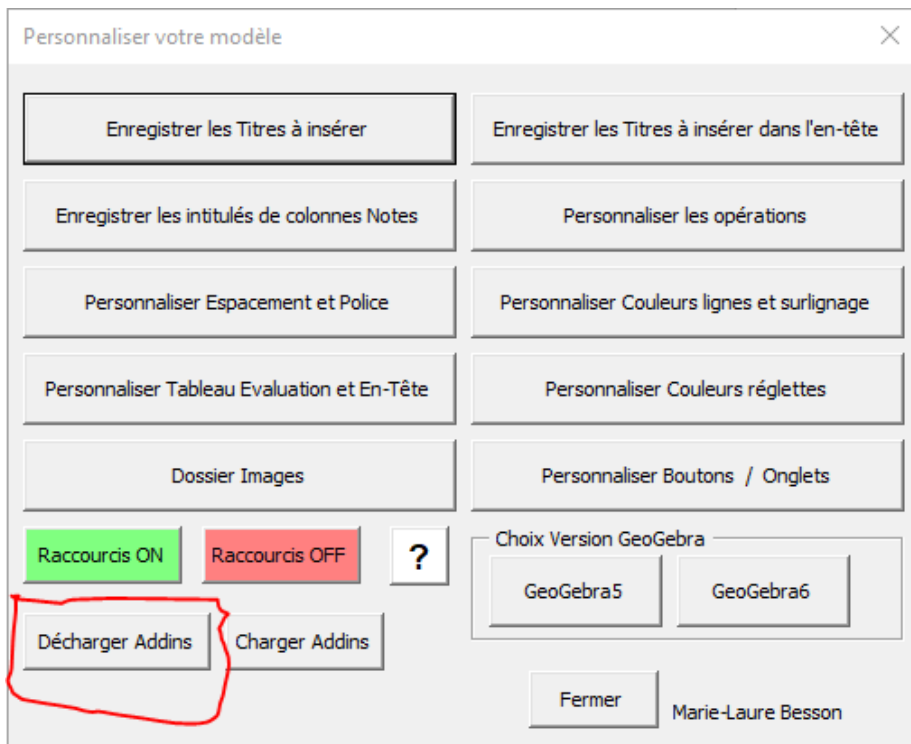 Personnaliser votre modèle
Enregistrer les Titres à insérer
Enregistrer les Titres à insérer dans l'en-tête
Enregistrer les intitulés de colonnes Notes
Personnaliser les opérations
Personnaliser Espacement et Police
Personnaliser Couleurs lignes et surlignage
Personnaliser Tableau Evaluation et En-Tête
Personnaliser Couleurs réglettes
Dossier Images
Personnaliser Boutons / Onglets
Raccourcis ON
Raccourcis OFF
?
Choix Version GeoGebra
GeoGebra5
GeoGebra6
Décharger Addins
Charger Addins
Fermer
Marie-Laure Besson